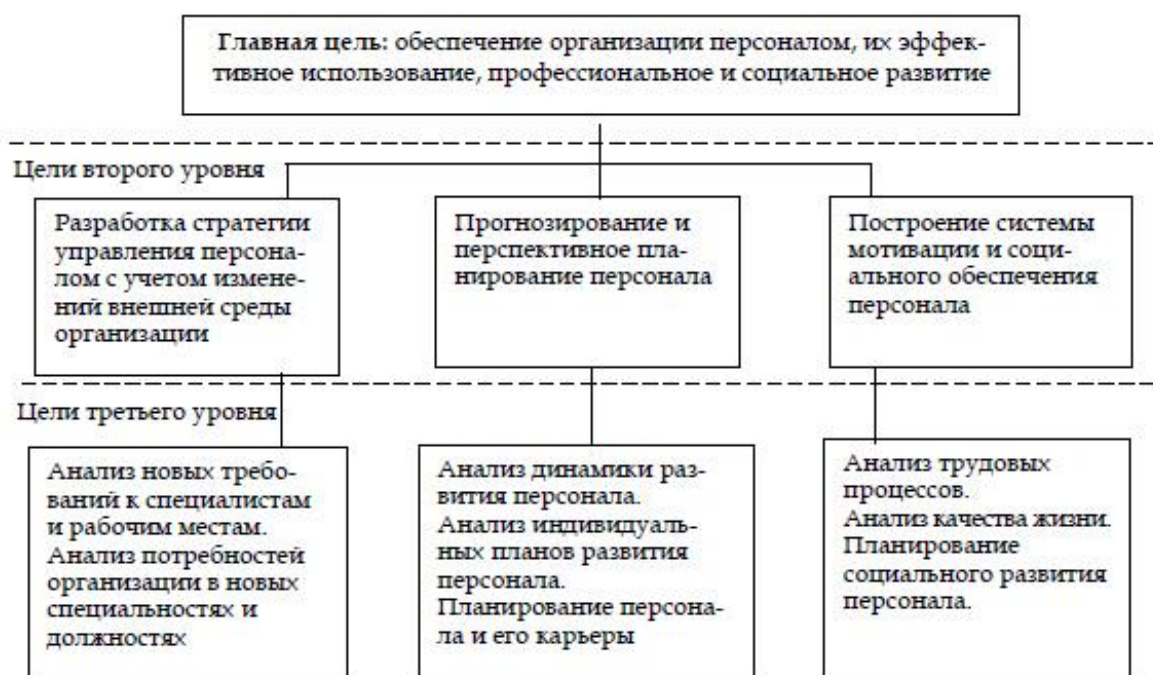 Главная цель: обеспечение организации персоналом, их эффек-
тивное использование, профессиональное и социальное развитие
Цели второго уровня
Разработка стратегии
управления персона-
лом с учетом измене-
ний внешней среды
организации
Прогнозирование и
перспективное пла-
нирование персонала
Построение системы
мотивации и соци-
ального обеспечения
персонала
Цели третьего уровня
Анализ новых требо-
ваний к специалистам
и рабочим местам.
Анализ потребностей
организации в новых
специальностях и
должностях
Анализ динамики раз-
вития персонала.
Анализ индивидуаль-
ных планов развития
персонала.
Планирование персона-
ла и его карьеры
Анализ трудовых
процессов.
Анализ качества жизни.
Планирование
социального развития
персонала.